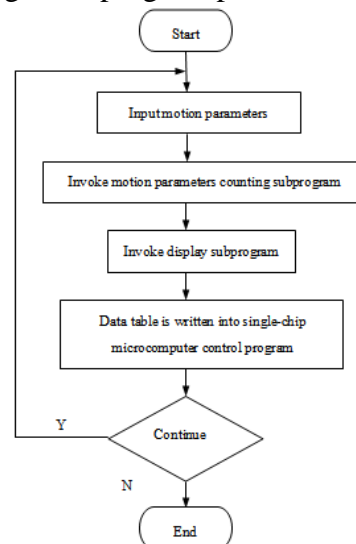 Start
Input motion parameters
Invoke motion parameters counting subprogram
Invoke display subprogram
Data table is written into single-chip
microcomputer control program
Continue
Y
N
End